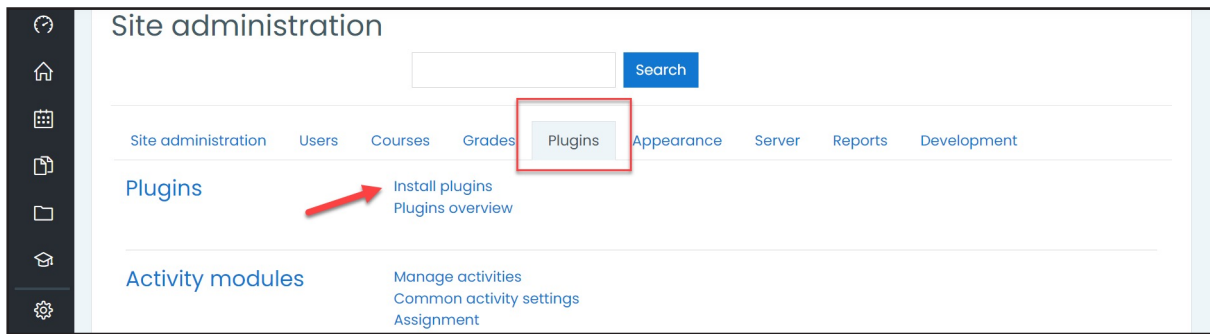 Site administration
Search
Site administration Users Courses Grades Plugins Appearance Server Reports Development
Plugins
Install plugins
Plugins overview
Activity modules
Manage activities
Common activity settings
Assignment